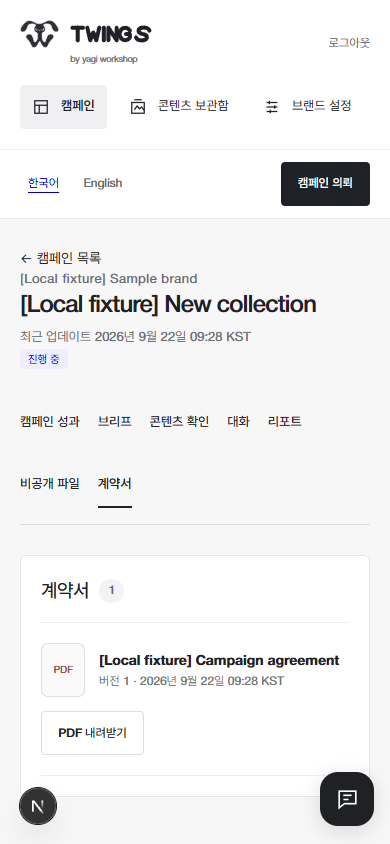 TWINGS
by yagi workshop
로그아웃
캠페인
콘텐츠 보관함
브랜드 설정
한국어
English
캠페인 의뢰
← 캠페인 목록
[Local fixture] Sample brand
[Local fixture] New collection
최근 업데이트 2026년 9월 22일 09:28 KST
진행 중
캠페인 성과
브리프
콘텐츠 확인
대화
리포트
비공개 파일
계약서
계약서 1
PDF
[Local fixture] Campaign agreement
버전 1 · 2026년 9월 22일 09:28 KST
PDF 내려받기
N